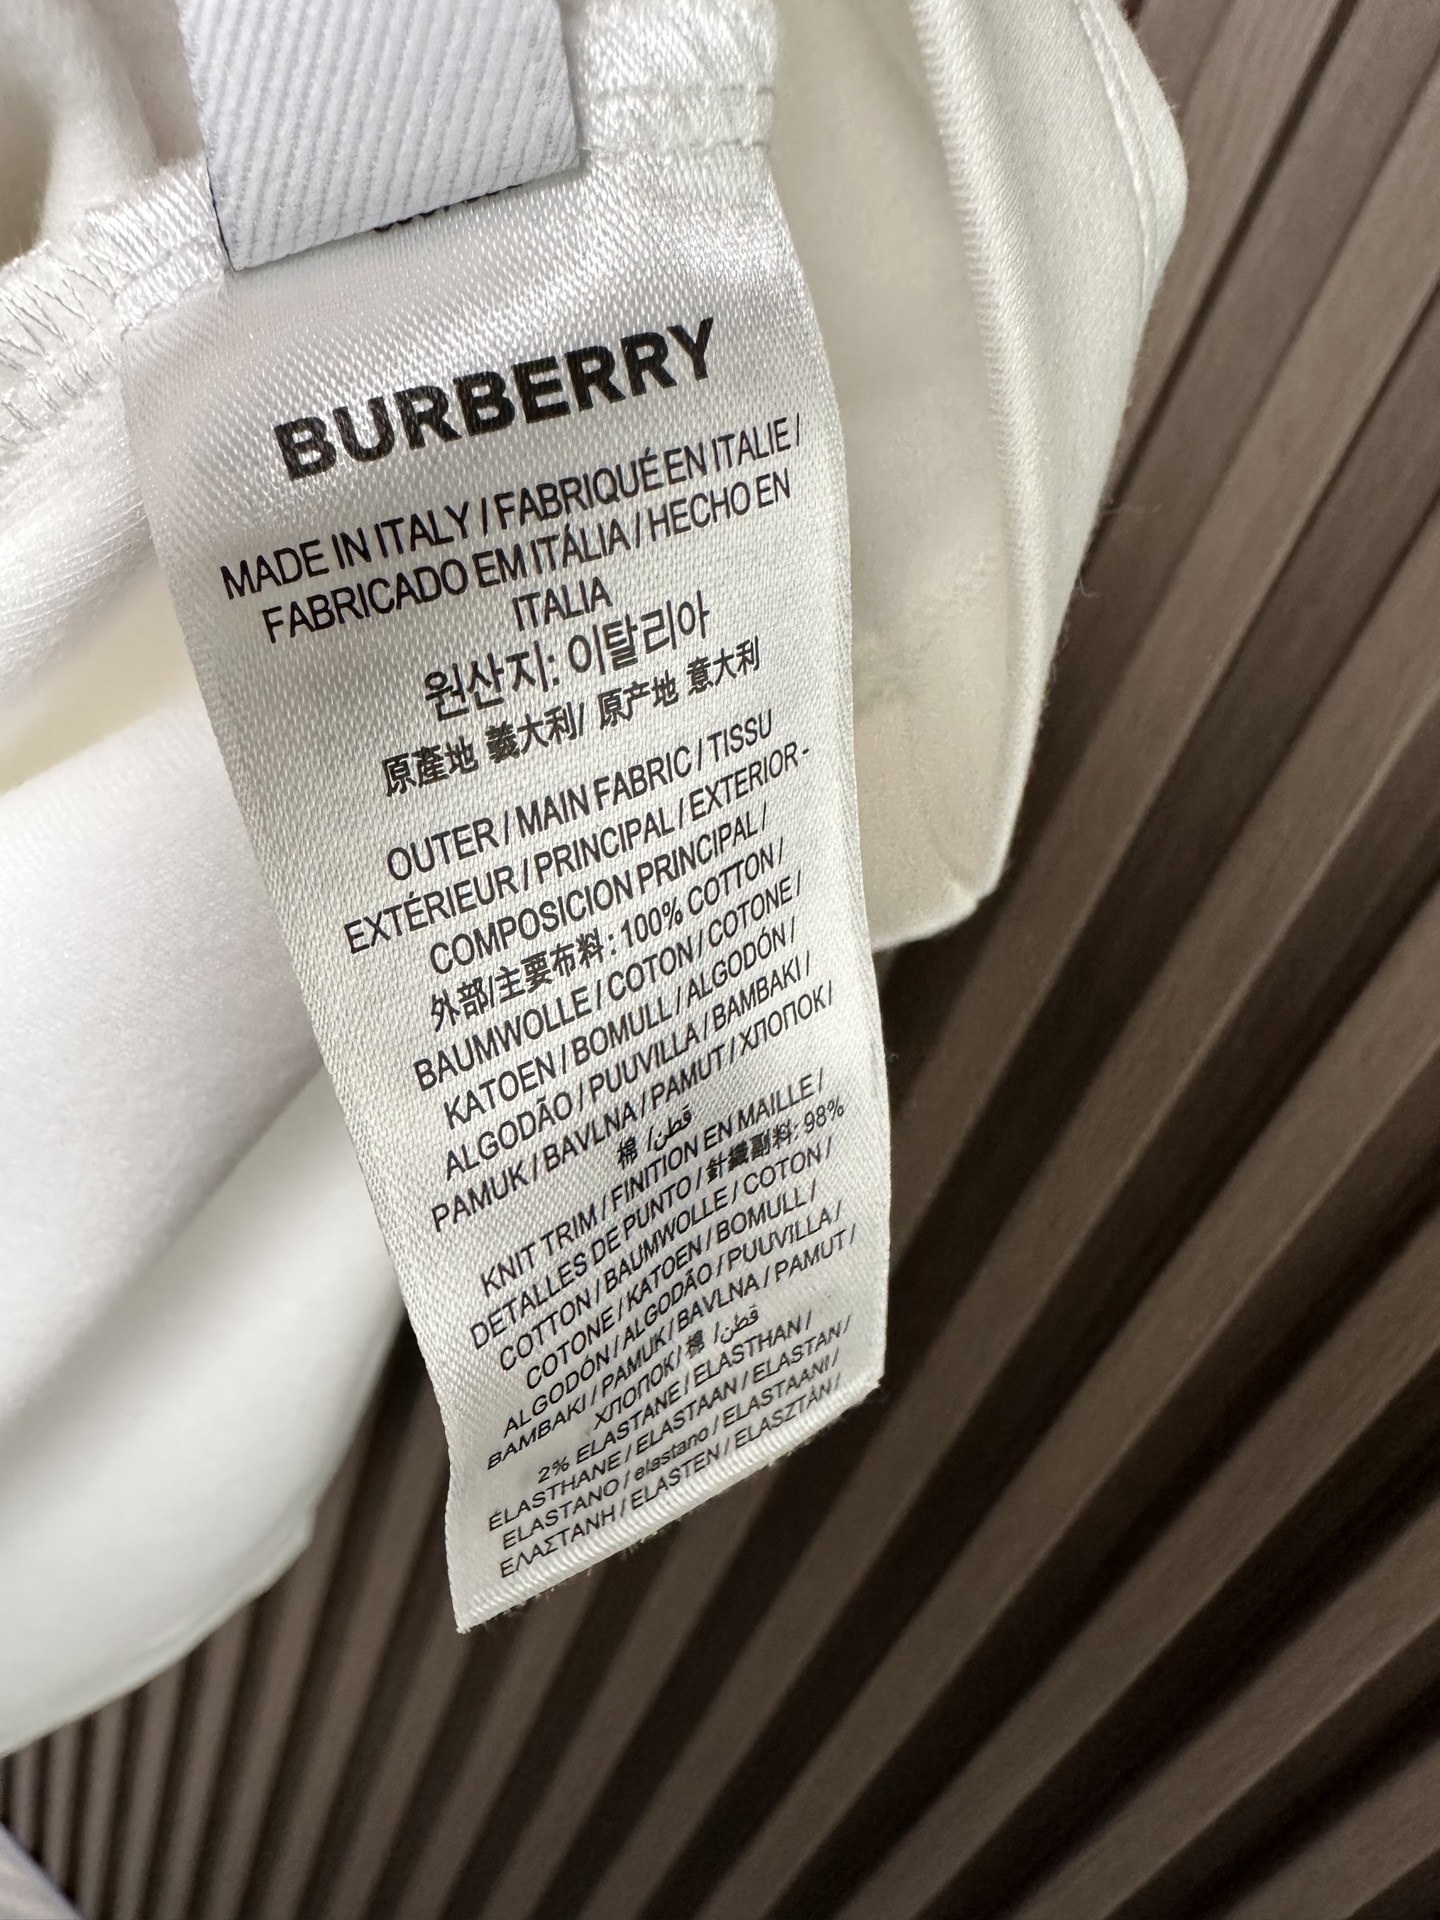 BURBERRY
MADE IN ITALY / FABRIQUÉ EN ITALIE /
FABRICADO EM ITÁLIA / HECHO EN
ITALIA
원산지: 이탈리아
原產地 義大利/ 原产地 意大利
OUTER / MAIN FABRIC / TISSU
EXTÉRIEUR / PRINCIPAL / EXTERIOR -
COMPOSICION PRINCIPAL /
外部/主要布料: 100% COTTON /
BAUMWOLLE / COTON / COTONE /
KATOEN / BOMULL / ALGODÓN /
ALGODÃO / PUUVILLA / BAMBAKI /
PAMUK / BAVLNA / PAMUT / ХЛОПОК /
棉 / قطن
KNIT TRIM / FINITION EN MAILLE /
DETALLES DE PUNTO / 針織副料: 98%
COTTON / BAUMWOLLE / COTON /
COTONE / KATOEN / BOMULL /
ALGODÓN / ALGODÃO / PUUVILLA /
BAMBAKI / PAMUK / BAVLNA / PAMUT /
ХЛОПОК / 棉 / قطن
2% ELASTANE / ELASTHAN /
ÉLASTHANE / ELASTAAN / ELASTAN /
ELASTANO / elastano / ELASTAANI /
ΕΛΑΣΤΑΝΗ / ELASTEN / ELASZTÁN /